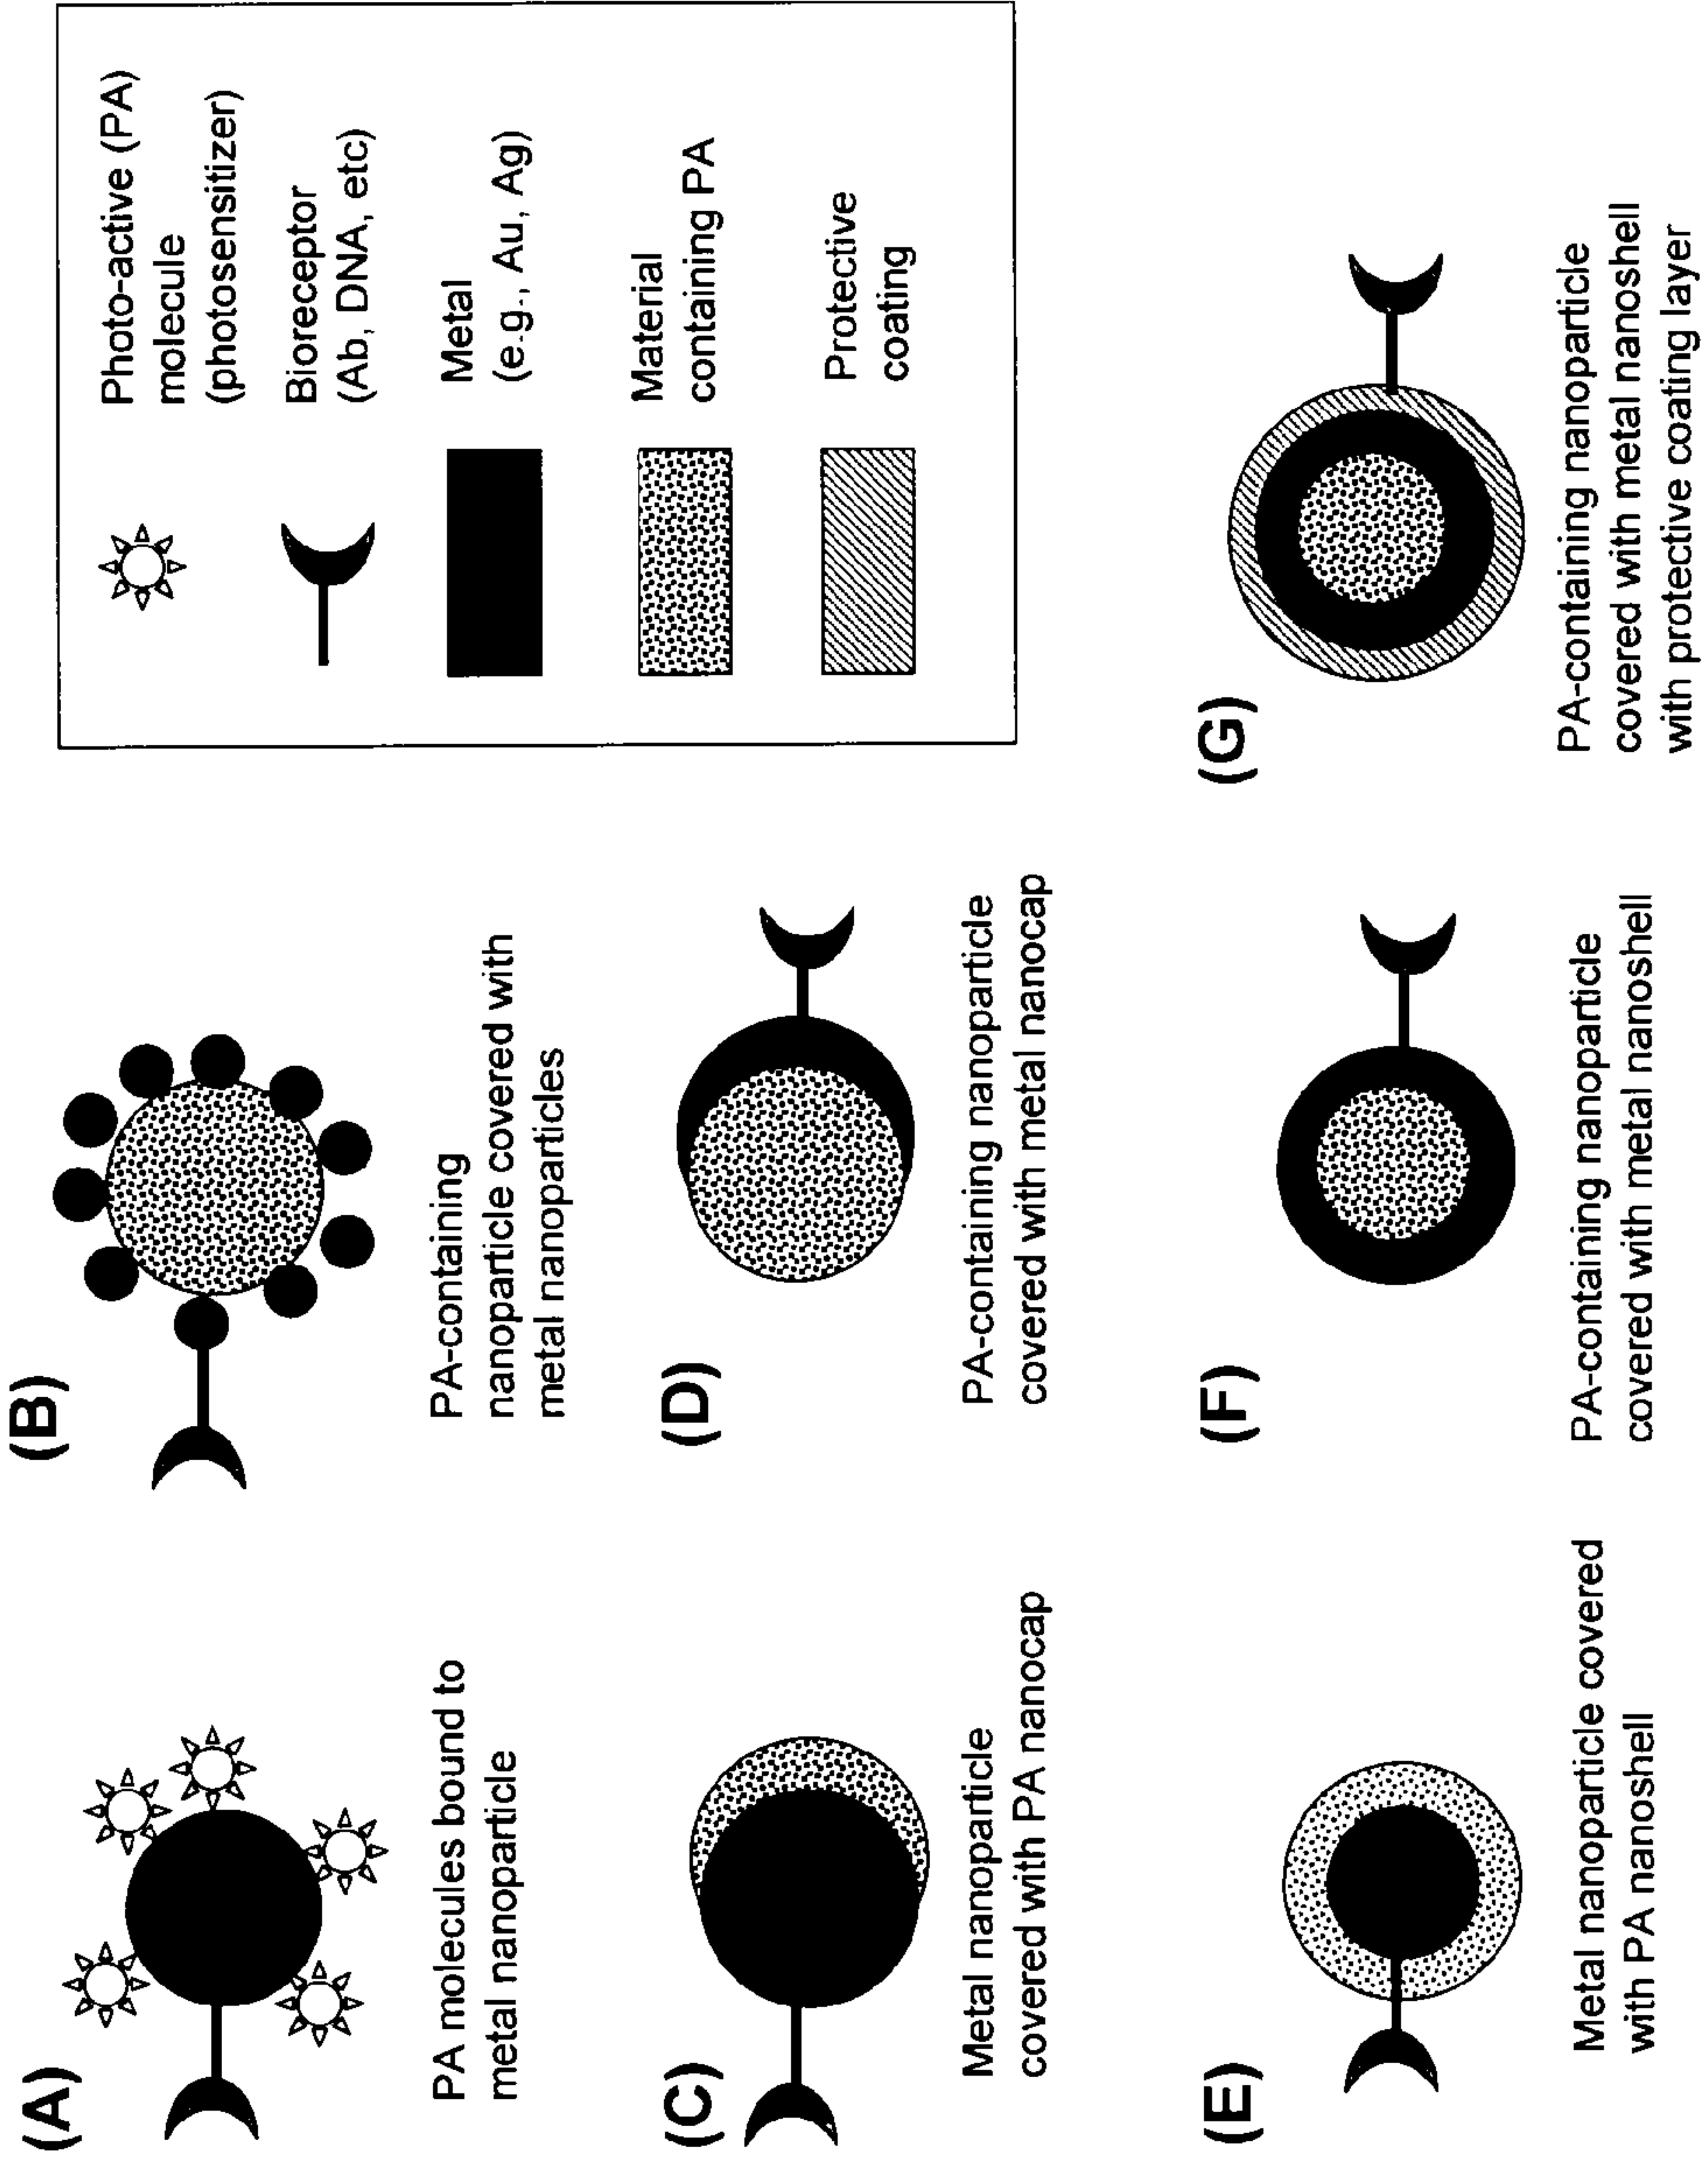 (A)
PA molecules bound to
metal nanoparticle
(B)
PA-containing
nanoparticle covered with
metal nanoparticles
Photo-active (PA)
molecule
(photosensitizer)
Bioreceptor
(Ab, DNA, etc)
Metal
(e.g., Au, Ag)
Material
containing PA
Protective
coating
(C)
Metal nanoparticle
covered with PA nanocap
(D)
PA-containing nanoparticle
covered with metal nanocap
(E)
Metal nanoparticle covered
with PA nanoshell
(F)
PA-containing nanoparticle
covered with metal nanoshell
(G)
PA-containing nanoparticle
covered with metal nanoshell
with protective coating layer